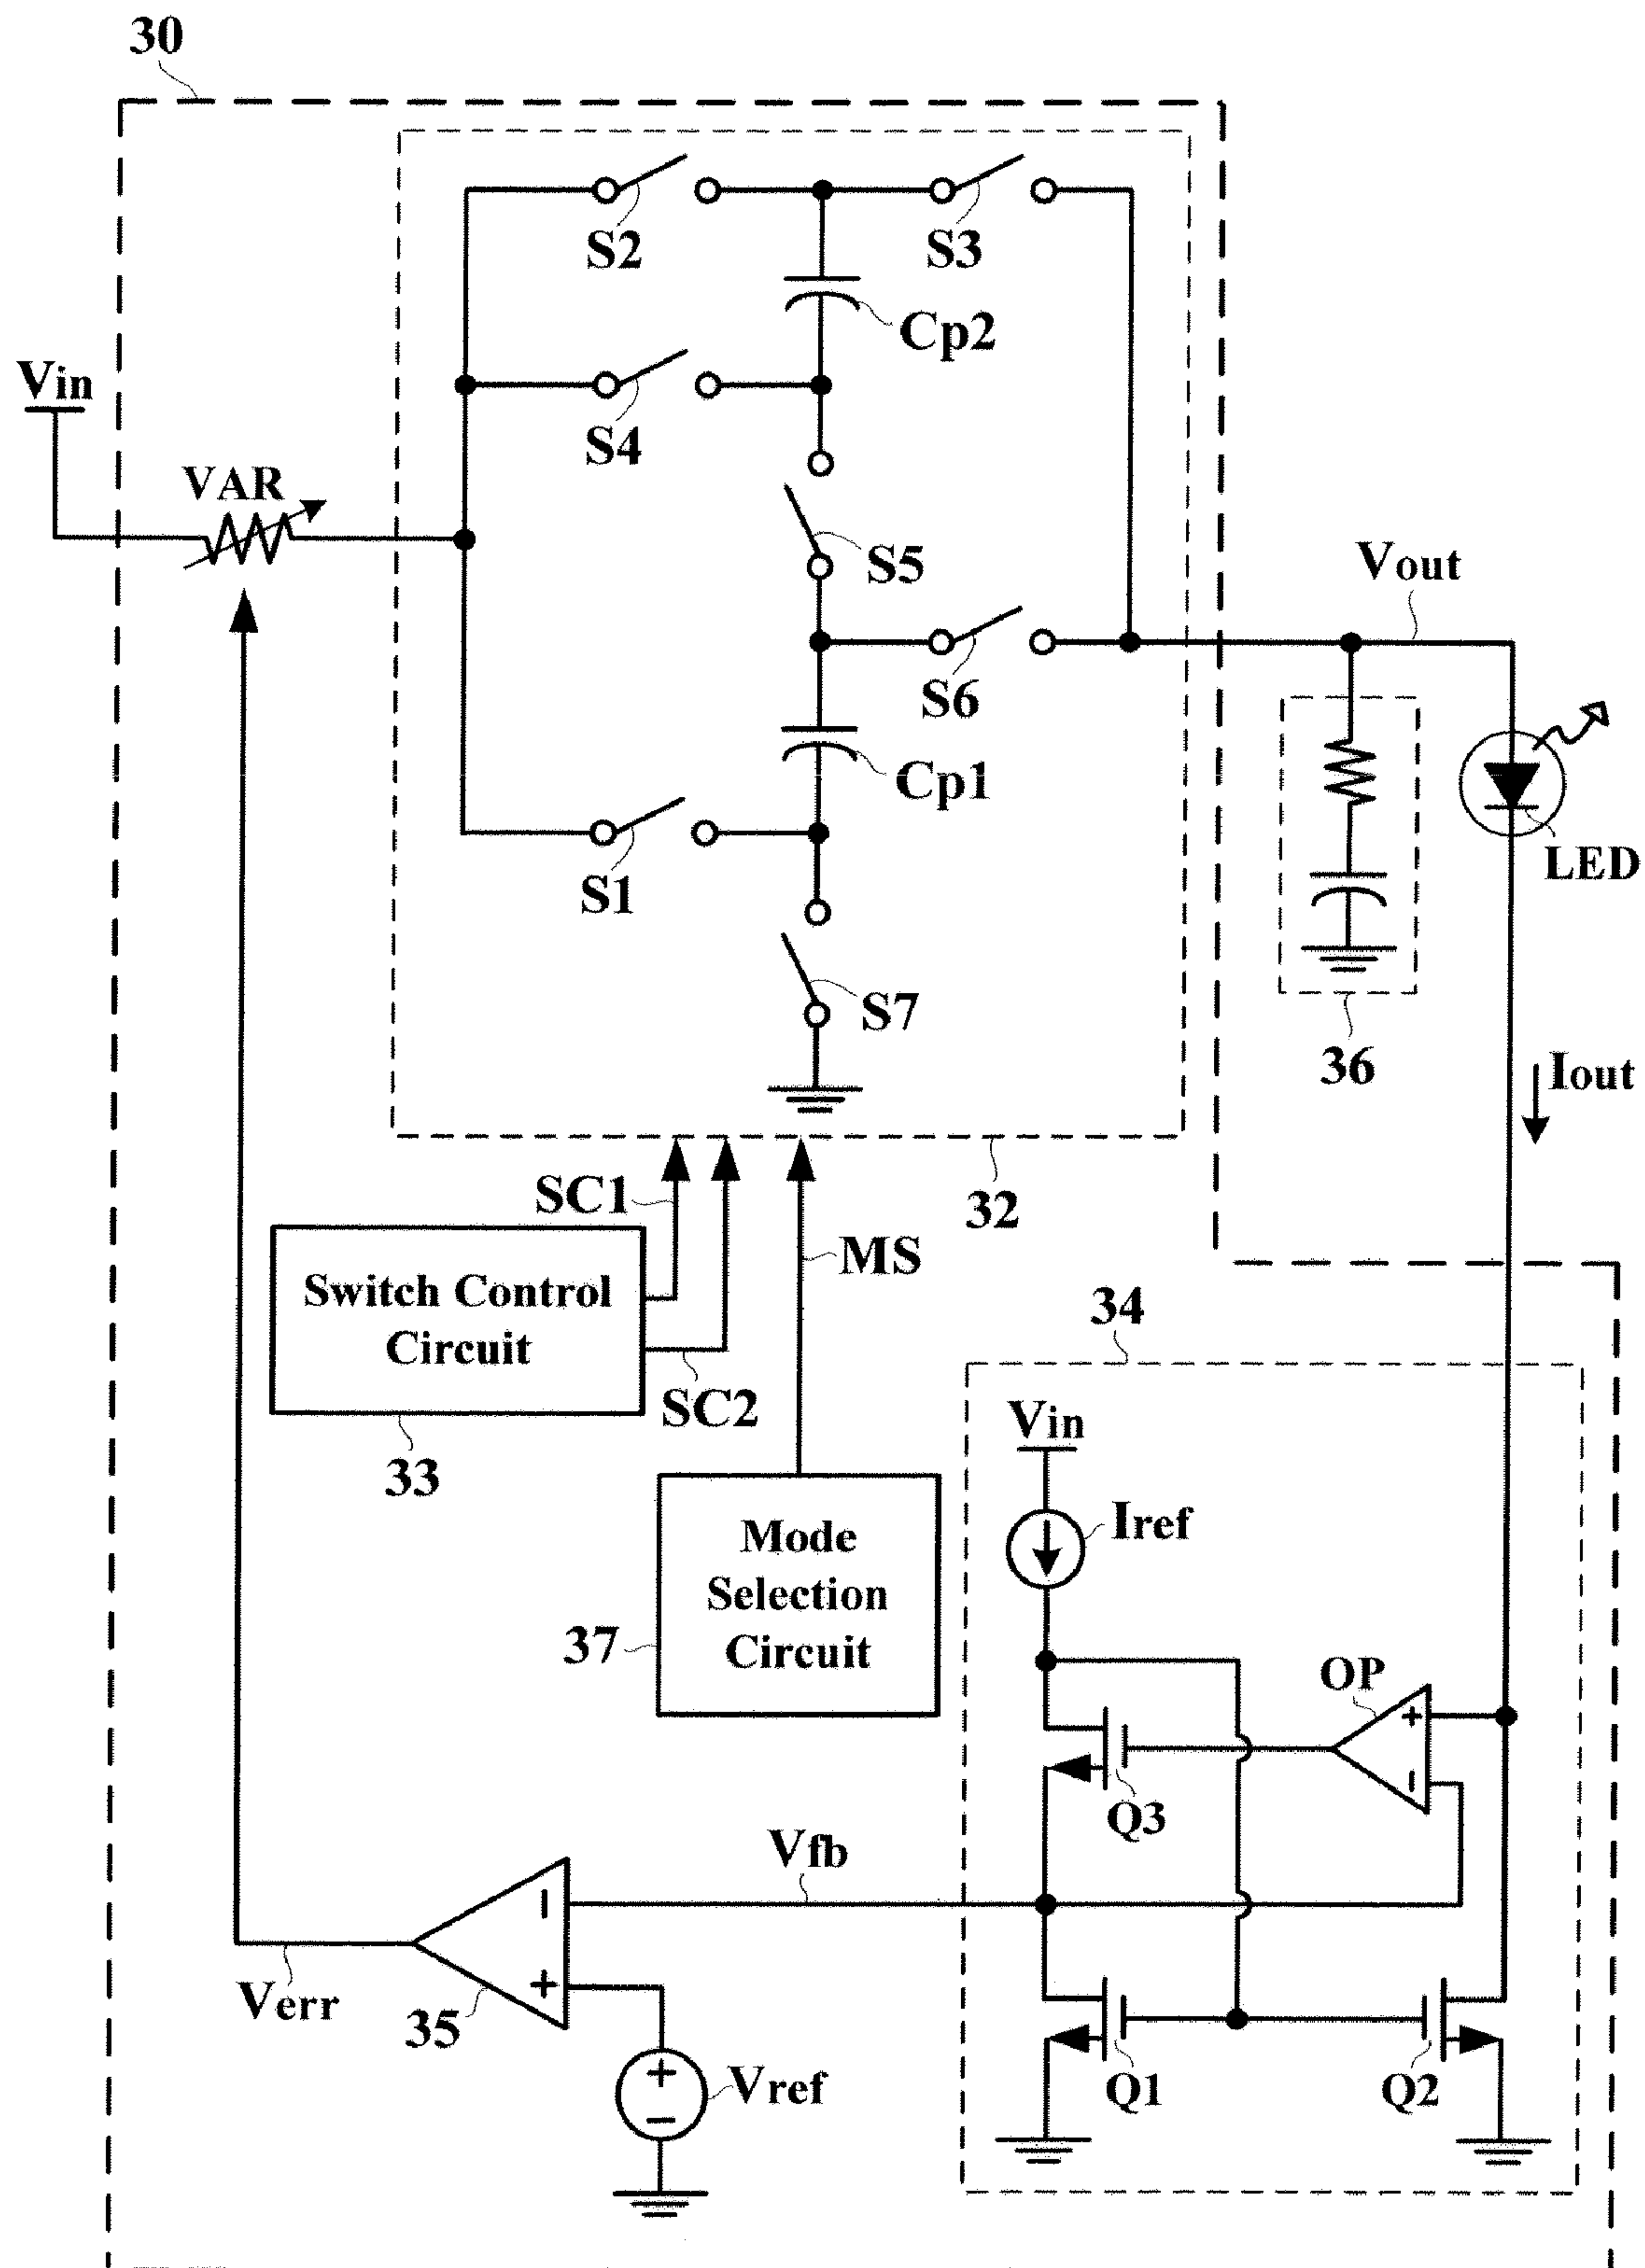 30
S2
S3
Cp2
Vin
S4
VAR
S5
Vout
S6
Cp1
LED
S1
S7
36
Iout
SC1
32
MS
Switch Control
Circuit
34
SC2
Vin
33
Iref
Mode
Selection
Circuit
37
OP
+
−
Q3
Vfb
−
+
Verr
35
+
−
Vref
Q1
Q2